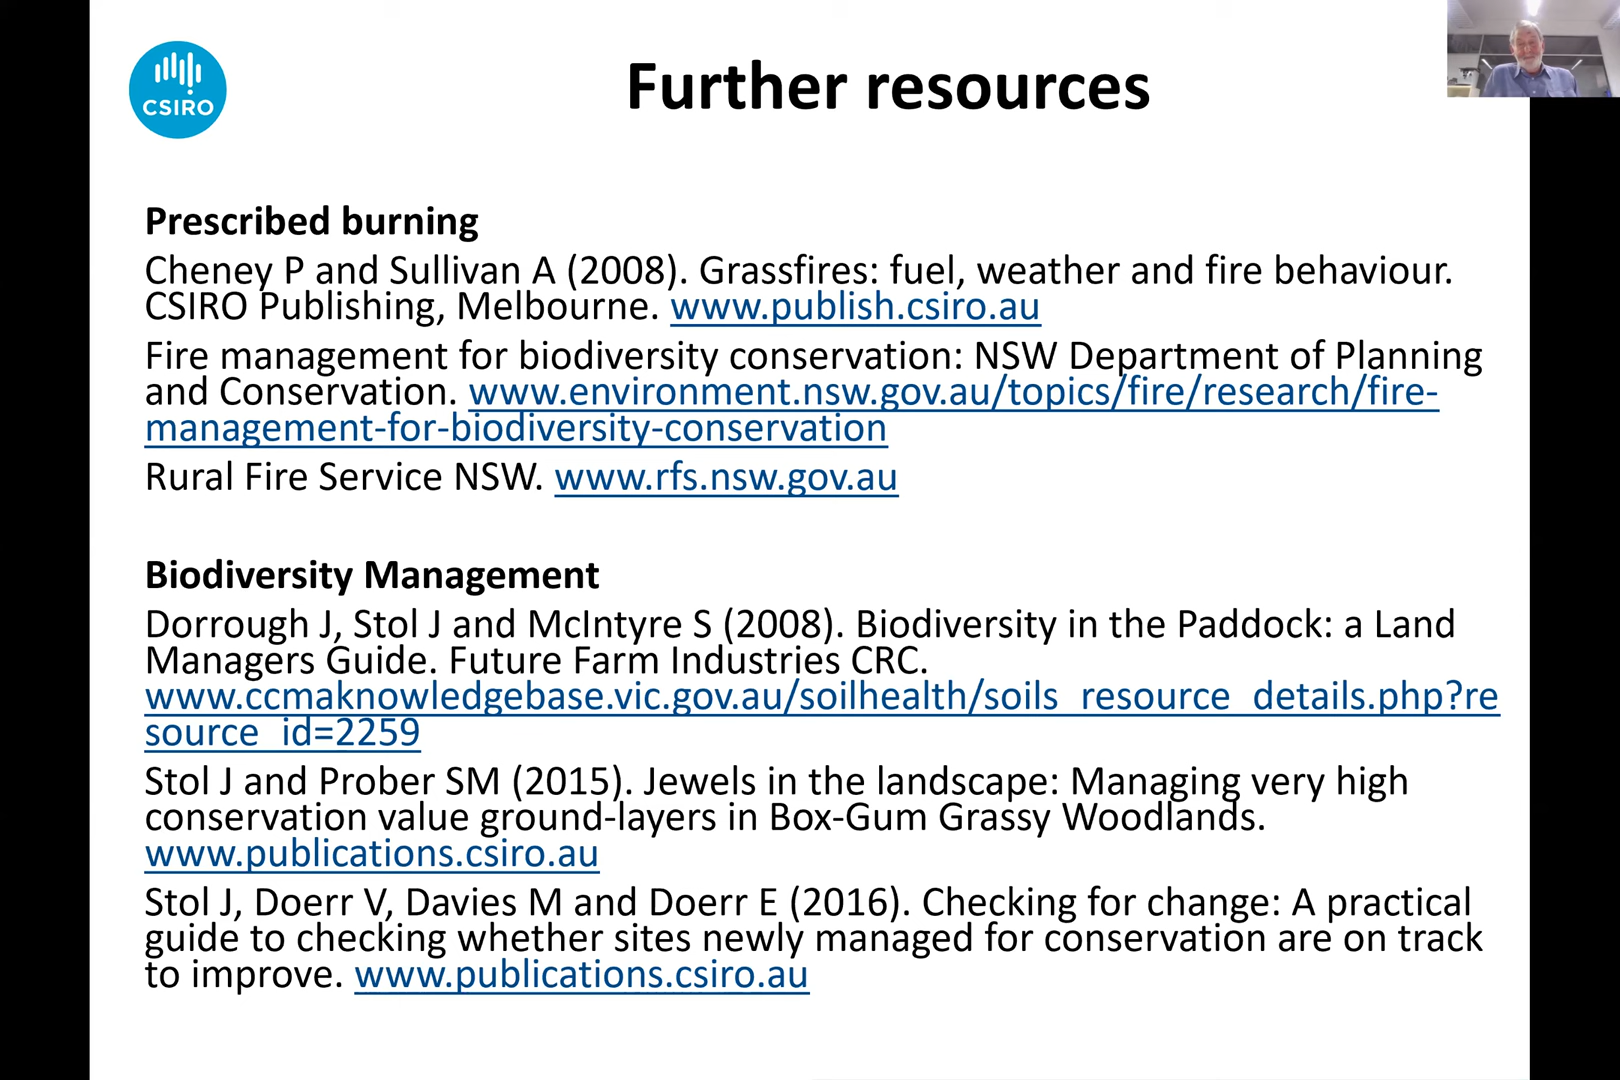 CSIRO
Further resources
Prescribed burning
Cheney P and Sullivan A (2008). Grassfires: fuel, weather and fire behaviour.
CSIRO Publishing, Melbourne. www.publish.csiro.au
Fire management for biodiversity conservation: NSW Department of Planning
and Conservation. www.environment.nsw.gov.au/topics/fire/research/fire-
management-for-biodiversity-conservation
Rural Fire Service NSW. www.rfs.nsw.gov.au
Biodiversity Management
Dorrough J, Stol J and McIntyre S (2008). Biodiversity in the Paddock: a Land
Managers Guide. Future Farm Industries CRC.
www.ccmaknowledgebase.vic.gov.au/soilhealth/soils_resource_details.php?re
source_id=2259
Stol J and Prober SM (2015). Jewels in the landscape: Managing very high
conservation value ground-layers in Box-Gum Grassy Woodlands.
www.publications.csiro.au
Stol J, Doerr V, Davies M and Doerr E (2016). Checking for change: A practical
guide to checking whether sites newly managed for conservation are on track
to improve. www.publications.csiro.au